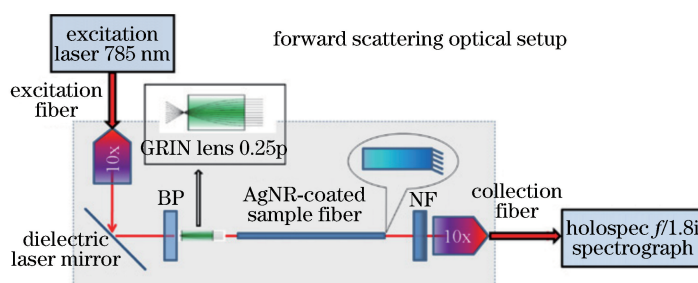 excitation
laser 785 nm
forward scattering optical setup
excitation
fiber
10x
GRIN lens 0.25p
BP
AgNR-coated
sample fiber
NF
collection
fiber
10x
dielectric
laser mirror
holospec f/1.8i
spectrograph